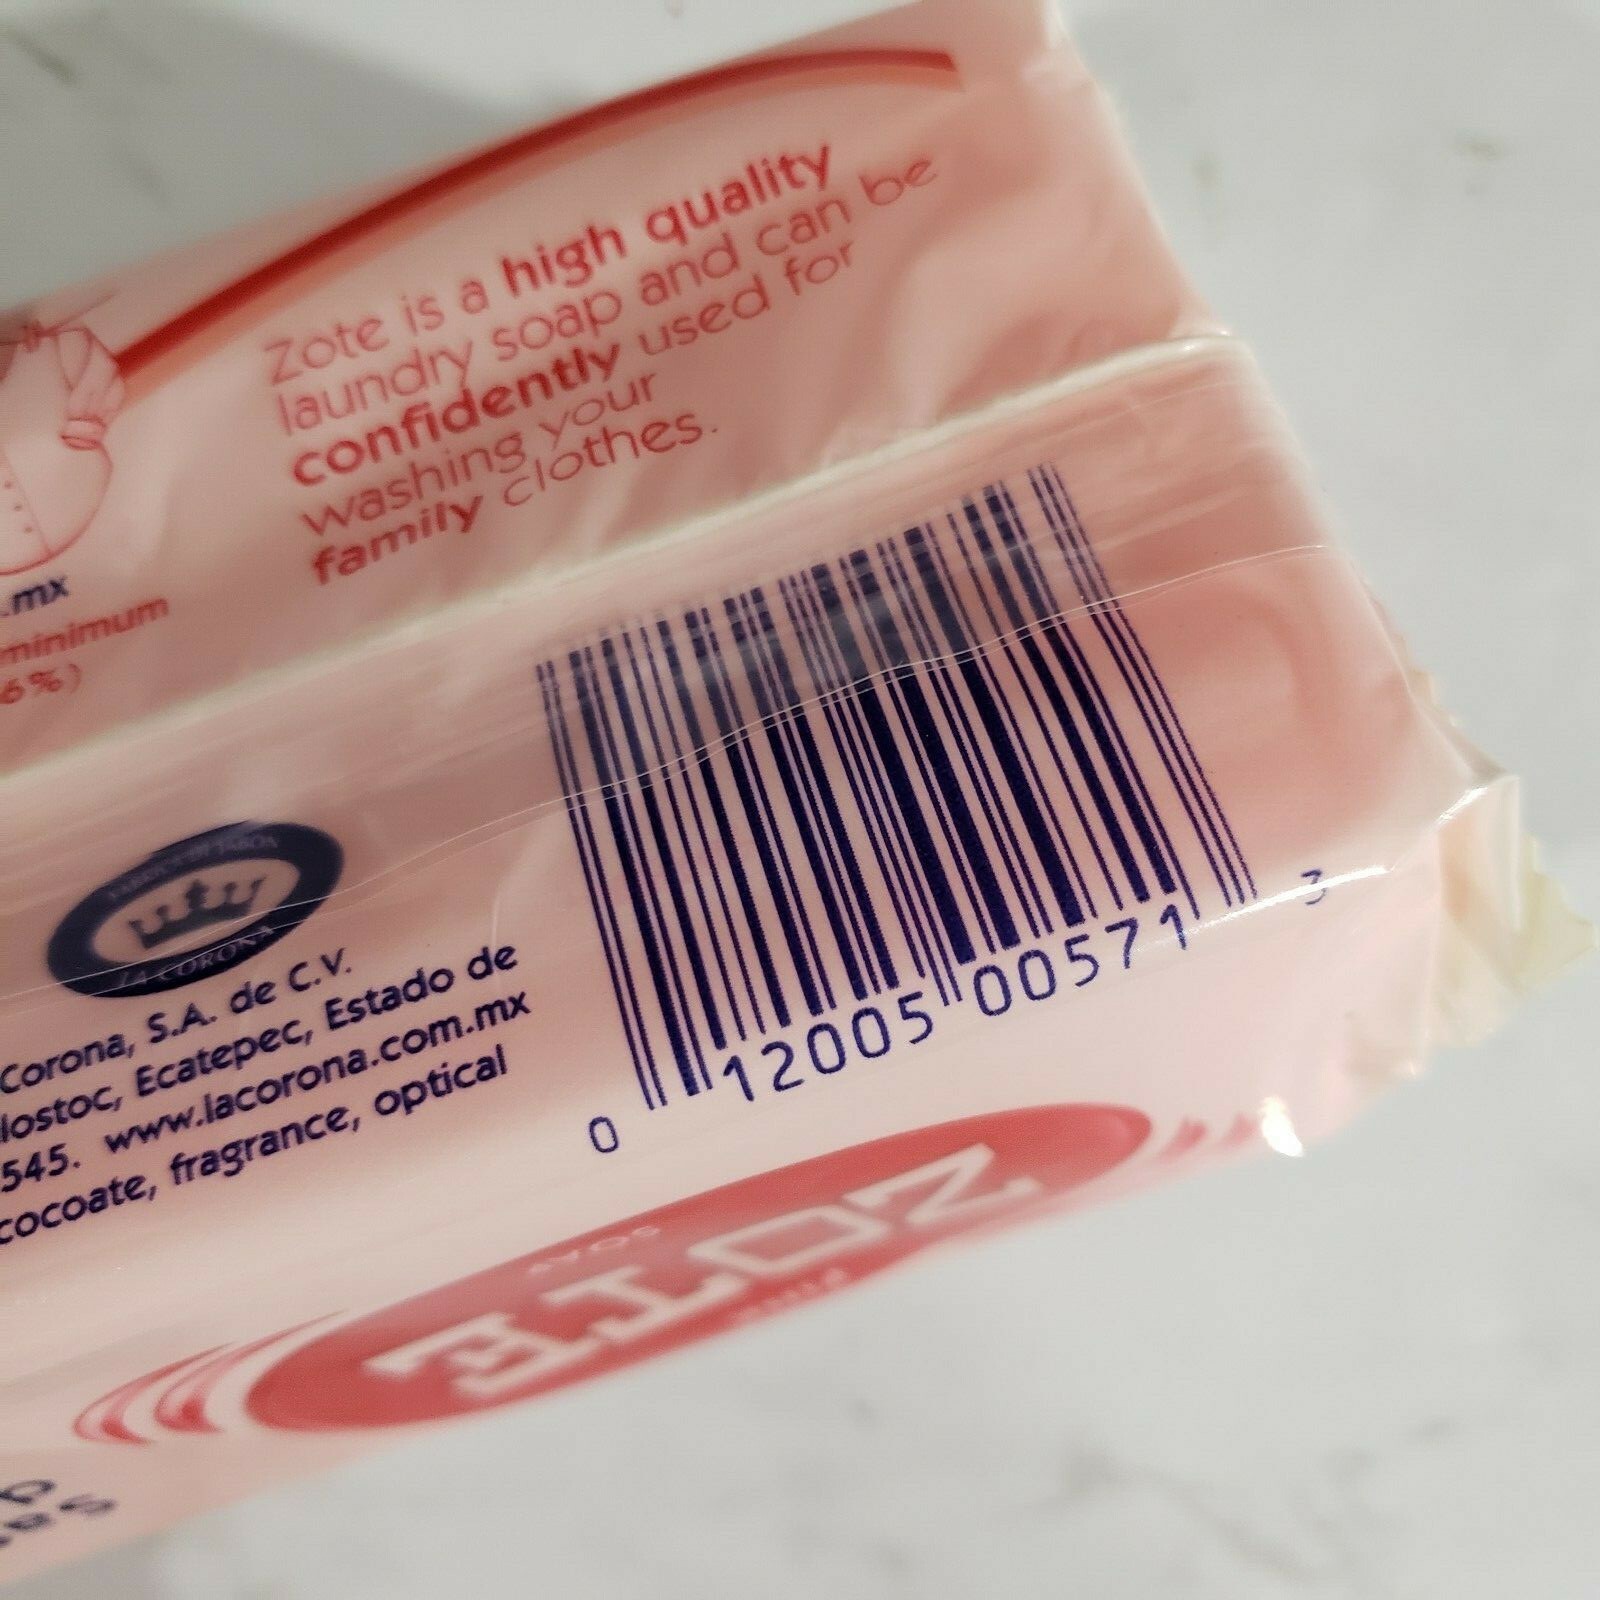 Zote is a high quality
laundry soap and can be
confidently used for
washing your
family clothes.
.mx
minimum
6%)
LA CORONA
Corona, S.A. de C.V.
lostoc, Ecatepec, Estado de
545. www.lacorona.com.mx
cocoate, fragrance, optical
0 12005 00571 3
ZOTE
SOAP